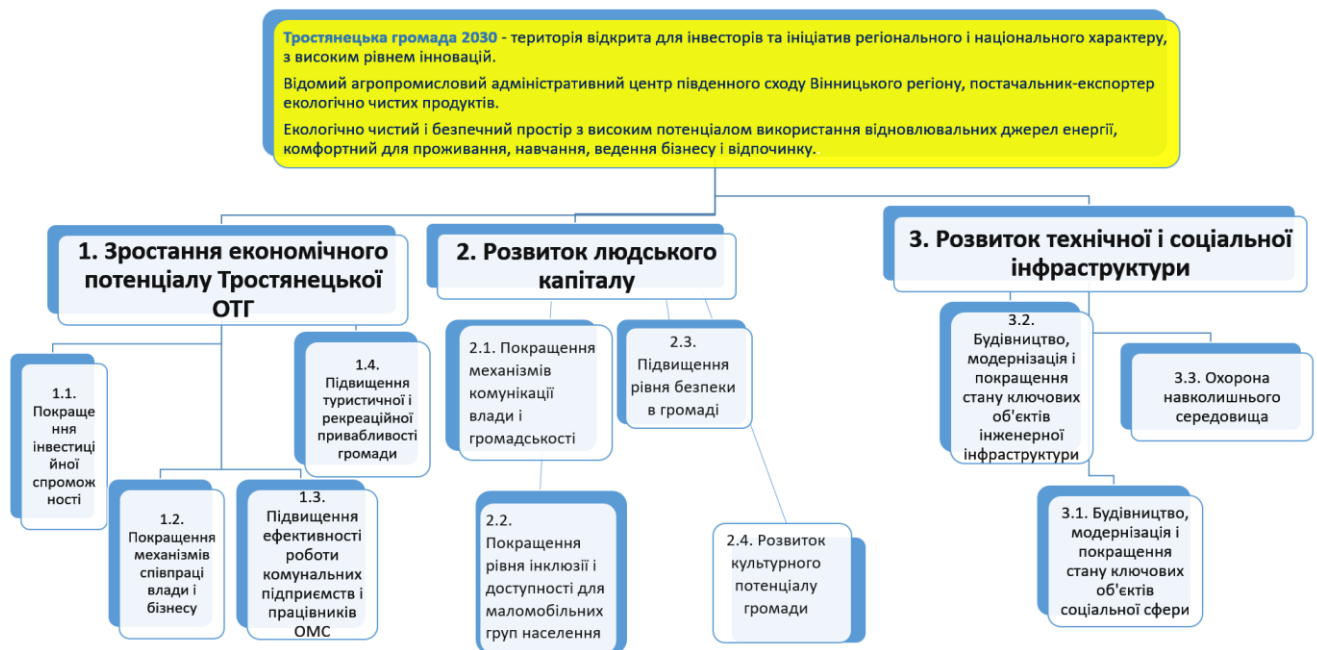 Тростянецька громада 2030 - територія відкрита для інвесторів та ініціатив регіонального і національного характеру,
з високим рівнем інновацій.
Відомий агропромисловий адміністративний центр південного сходу Вінницького регіону, постачальник-експортер
екологічно чистих продуктів.
Екологічно чистий і безпечний простір з високим потенціалом використання відновлювальних джерел енергії,
комфортний для проживання, навчання, ведення бізнесу і відпочинку.
1. Зростання економічного
потенціалу Тростянецької
ОТГ
1.1.
Покраще
ння
інвестиці
йної
спромож
ності
1.2.
Покращення
механізмів
співпраці
влади і
бізнесу
1.3.
Підвищення
ефективності
роботи
комунальних
підприємств і
працівників
ОМС
1.4.
Підвищення
туристичної і
рекреаційної
привабливості
громади
2. Розвиток людського
капіталу
2.1. Покращення
механізмів
комунікації
влади і
громадськості
2.2.
Покращення
рівня інклюзії і
доступності для
маломобільних
груп населення
2.3.
Підвищення
рівня безпеки
в громаді
2.4. Розвиток
культурного
потенціалу
громади
3. Розвиток технічної і соціальної
інфраструктури
3.2.
Будівництво,
модернізація і
покращення
стану ключових
об'єктів
інженерної
інфраструктури
3.3. Охорона
навколишнього
середовища
3.1. Будівництво,
модернізація і
покращення
стану ключових
об'єктів
соціальної сфери